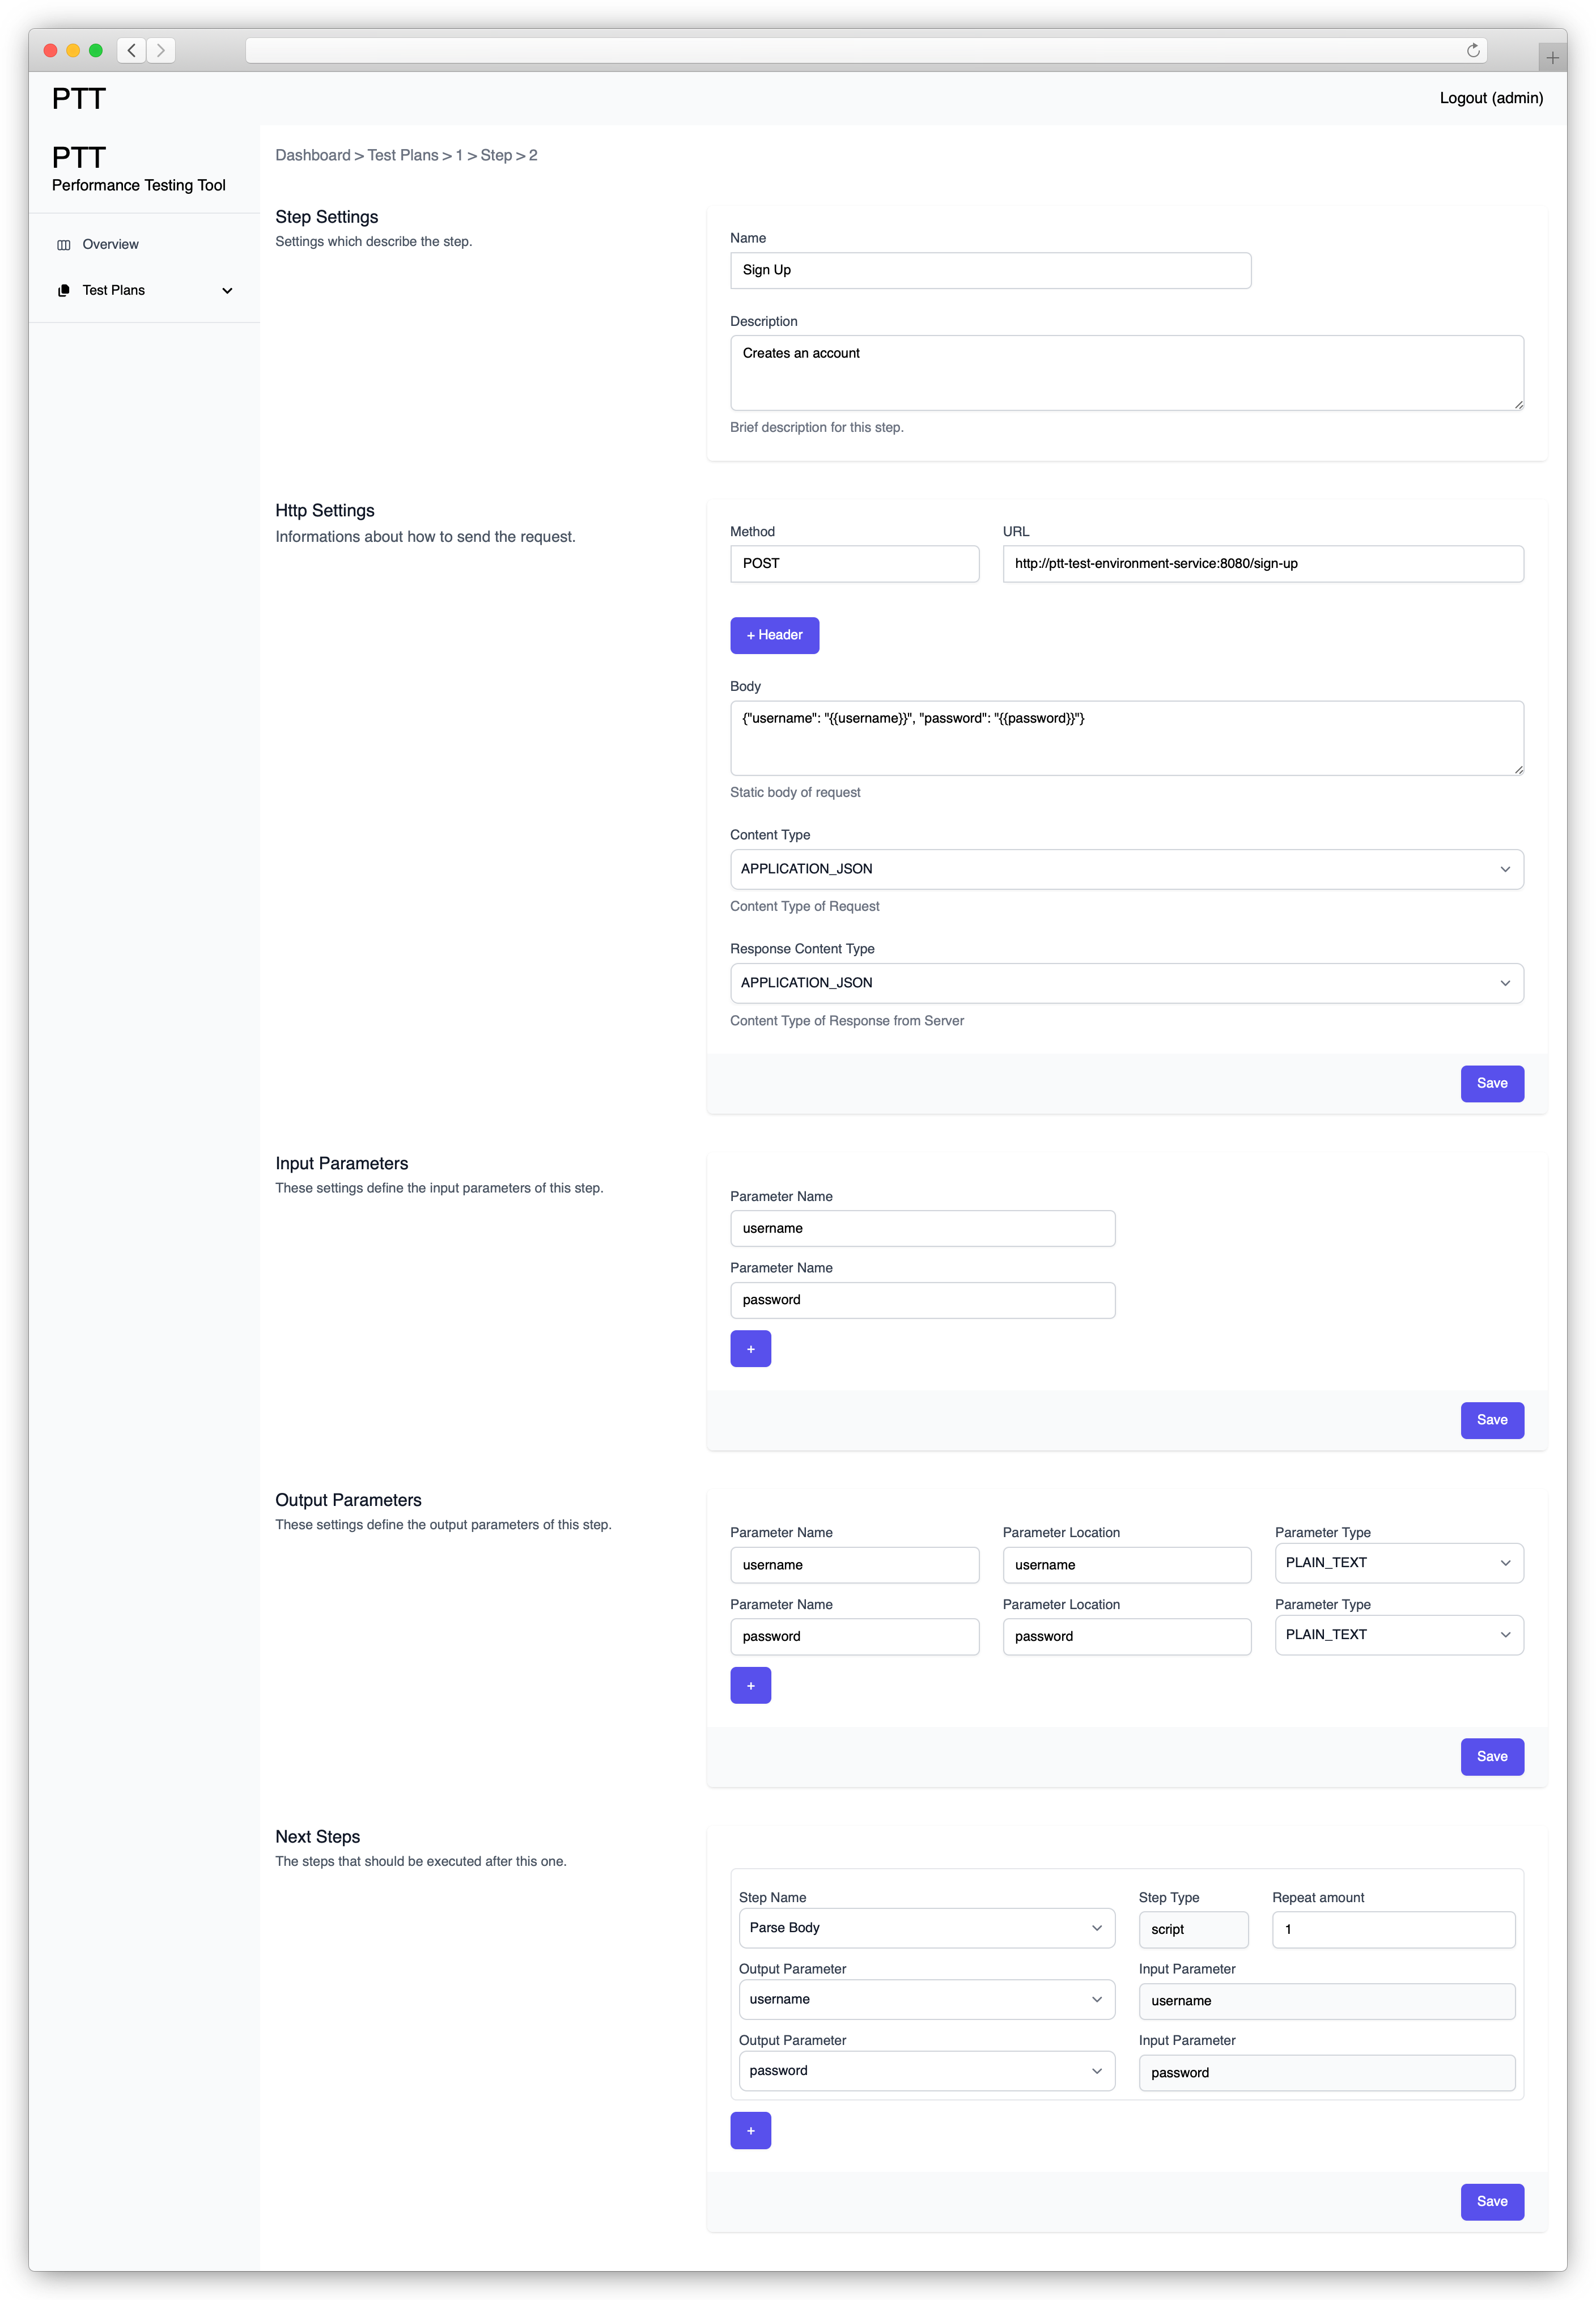 PTT
Logout (admin)
PTT
Performance Testing Tool
Overview
Test Plans
Dashboard > Test Plans > 1 > Step > 2
Step Settings
Settings which describe the step.
Name
Sign Up
Description
Creates an account
Brief description for this step.
Http Settings
Informations about how to send the request.
Method
URL
POST
http://ptt-test-environment-service:8080/sign-up
+ Header
Body
{"username": "{{username}}", "password": "{{password}}"}
Static body of request
Content Type
APPLICATION_JSON
Content Type of Request
Response Content Type
APPLICATION_JSON
Content Type of Response from Server
Save
Input Parameters
These settings define the input parameters of this step.
Parameter Name
username
Parameter Name
password
+
Save
Output Parameters
These settings define the output parameters of this step.
Parameter Name
Parameter Location
Parameter Type
username
username
PLAIN_TEXT
Parameter Name
Parameter Location
Parameter Type
password
password
PLAIN_TEXT
+
Save
Next Steps
The steps that should be executed after this one.
Step Name
Step Type
Repeat amount
Parse Body
script
1
Output Parameter
Input Parameter
username
username
Output Parameter
Input Parameter
password
password
+
Save